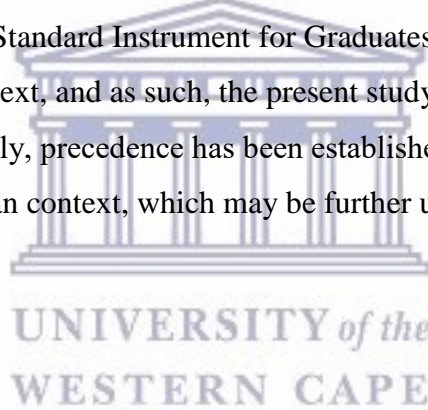 Standard Instrument for Graduates
ext, and as such, the present study
ly, precedence has been establishe
an context, which may be further u
UNIVERSITY of the
WESTERN CAPE